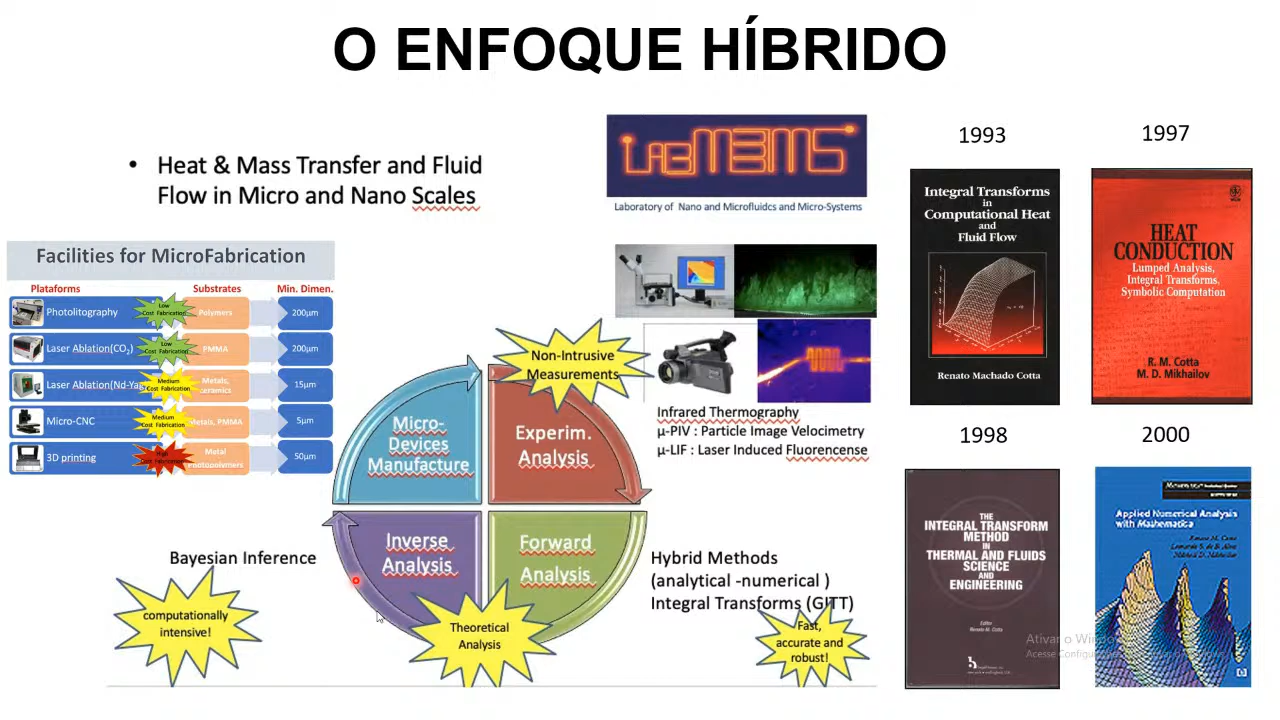 O ENFOQUE HÍBRIDO
• Heat & Mass Transfer and Fluid
Flow in Micro and Nano Scales
LABMEMS
Laboratory of Nano and Microfluidcs and Micro-Systems
Facilities for MicroFabrication
Plataforms Substrates Min. Dimen.
Photolitography Low Cost Fabrication Polymers 200µm
Laser Ablation(CO2) Low Cost Fabrication PMMA 200µm
Laser Ablation(Nd-Yag Medium Cost Fabrication Metals, ceramics 15µm
Micro-CNC Medium Cost Fabrication Metals, PMMA 5µm
3D printing High Cost Fabrication Metal Photopolymers 50µm
Non-Intrusive
Measurements
Infrared Thermography
µ-PIV : Particle Image Velocimetry
µ-LIF : Laser Induced Fluorencense
Micro-
Devices
Manufacture
Experim.
Analysis
Inverse
Analysis
Forward
Analysis
Bayesian Inference
computationally
intensive!
Theoretical
Analysis
Hybrid Methods
(analytical -numerical )
Integral Transforms (GITT)
Fast,
accurate and
robust!
1993
Integral Transforms
in
Computational Heat
and
Fluid Flow
Renato Machado Cotta
1997
HEAT
CONDUCTION
Lumped Analysis,
Integral Transforms,
Symbolic Computation
R. M. Cotta
M. D. Mikhailov
1998
THE
INTEGRAL TRANSFORM
METHOD
IN
THERMAL AND FLUIDS
SCIENCE
AND
ENGINEERING
Editor
Renato M. Cotta
2000
Applied Numerical Analysis
with Mathematica
Ativar o Windo
Acesse Configu